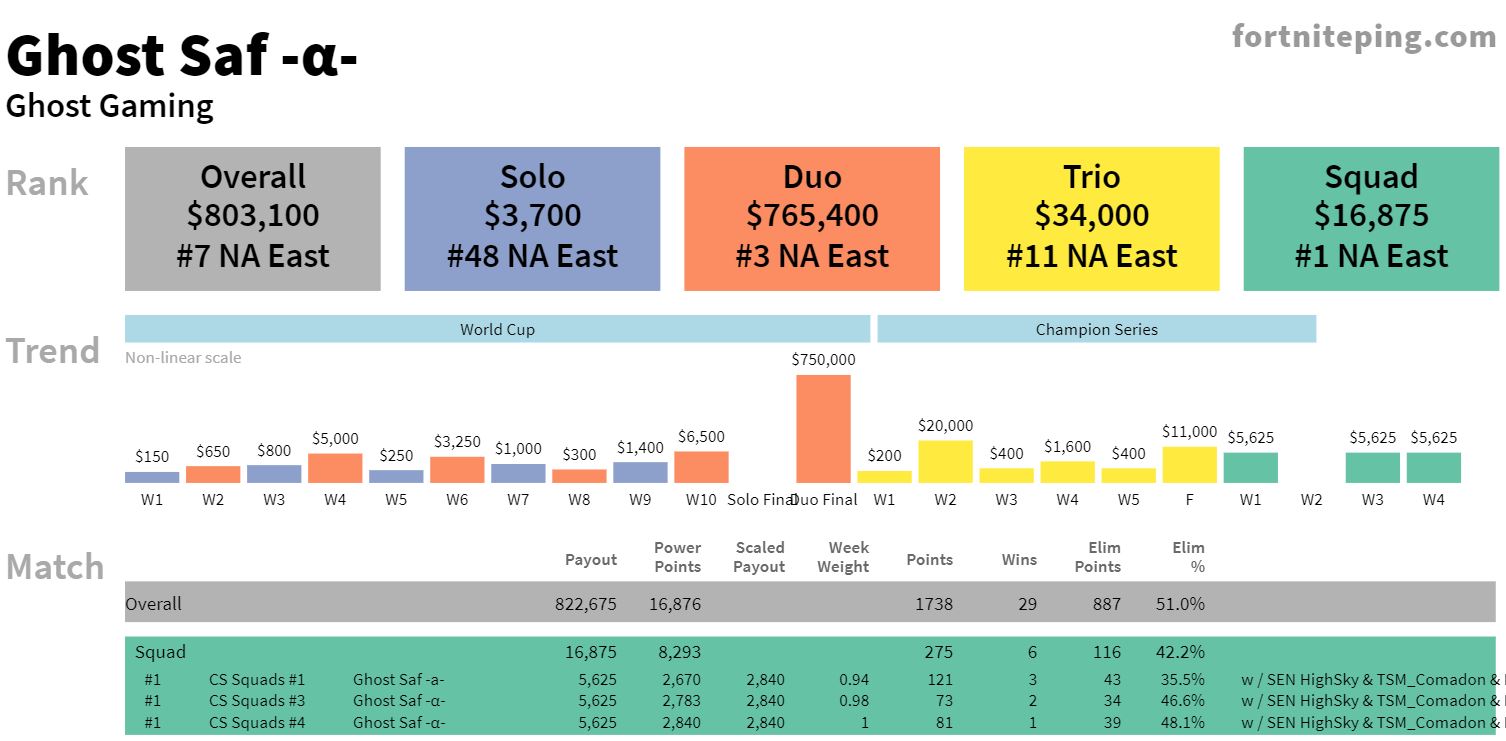 fortniteping.com
Ghost Saf -α-
Ghost Gaming
Rank
Overall
$803,100
#7 NA East
Solo
$3,700
#48 NA East
Duo
$765,400
#3 NA East
Trio
$34,000
#11 NA East
Squad
$16,875
#1 NA East
Trend
World Cup
Champion Series
Non-linear scale
$150 $650 $800 $5,000 $250 $3,250 $1,000 $300 $1,400 $6,500 $750,000 $200 $20,000 $400 $1,600 $400 $11,000 $5,625 $5,625 $5,625
W1 W2 W3 W4 W5 W6 W7 W8 W9 W10 Solo Final Duo Final W1 W2 W3 W4 W5 F W1 W2 W3 W4
Match
Payout
Power Points
Scaled Payout
Week Weight
Points
Wins
Elim Points
Elim %
Overall 822,675 16,876 1738 29 887 51.0%
Squad 16,875 8,293 275 6 116 42.2%
#1 CS Squads #1 Ghost Saf -a- 5,625 2,670 2,840 0.94 121 3 43 35.5% w / SEN HighSky & TSM_Comadon &
#1 CS Squads #3 Ghost Saf -α- 5,625 2,783 2,840 0.98 73 2 34 46.6% w / SEN HighSky & TSM_Comadon &
#1 CS Squads #4 Ghost Saf -α- 5,625 2,840 2,840 1 81 1 39 48.1% w / SEN HighSky & TSM_Comadon &